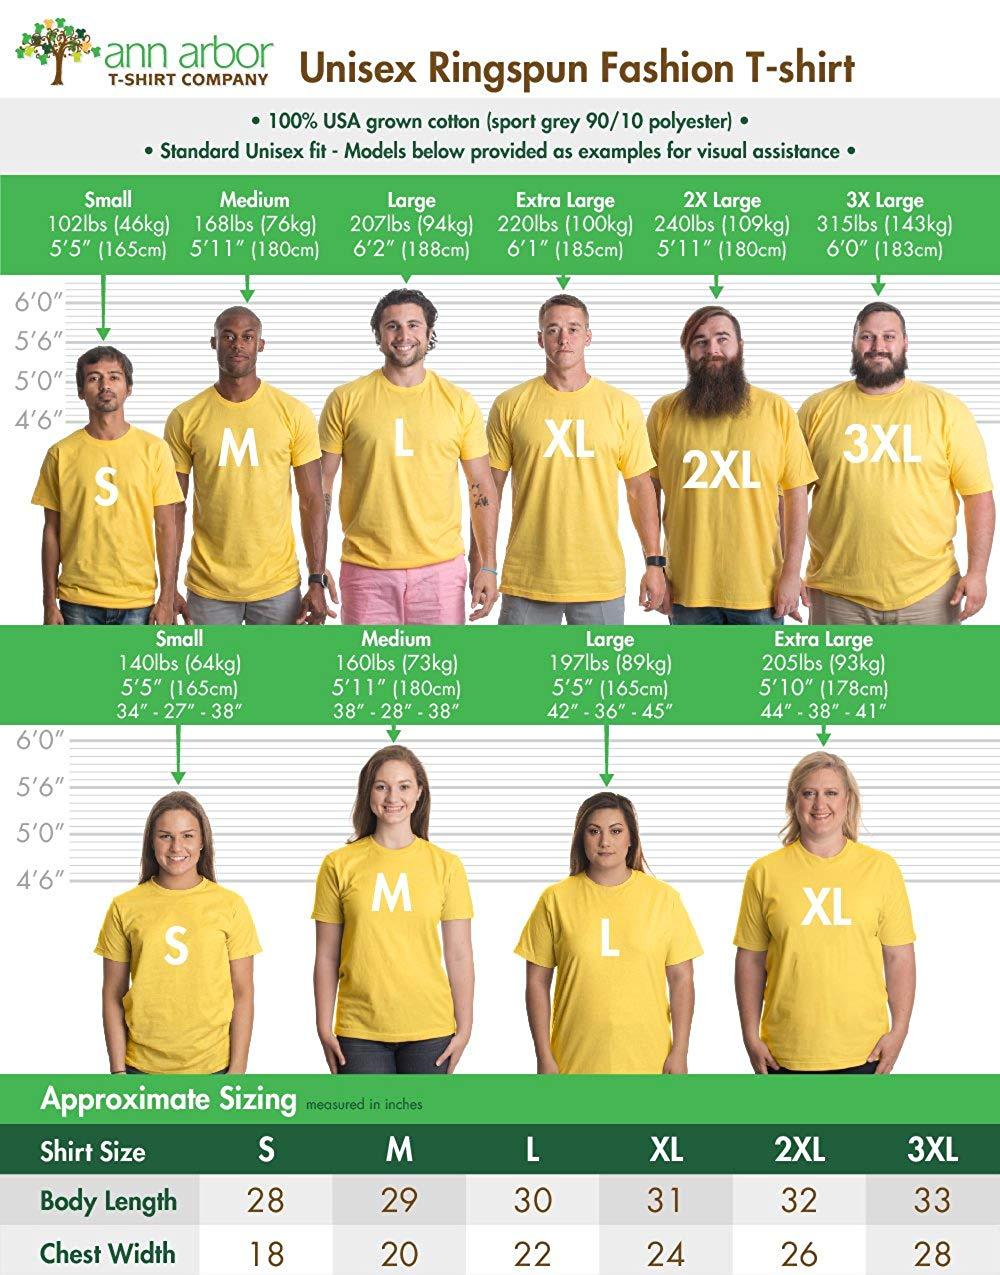 ann arbor
T-SHIRT COMPANY
Unisex Ringspun Fashion T-shirt
• 100% USA grown cotton (sport grey 90/10 polyester) •
• Standard Unisex fit - Models below provided as examples for visual assistance •
Small Medium Large Extra Large 2X Large 3X Large
102lbs (46kg) 168lbs (76kg) 207lbs (94kg) 220lbs (100kg) 240lbs (109kg) 315lbs (143kg)
5'5" (165cm) 5'11" (180cm) 6'2" (188cm) 6'1" (185cm) 5'11" (180cm) 6'0" (183cm)
6'0"
5'6"
5'0"
4'6"
S M L XL 2XL 3XL
Small Medium Large Extra Large
140lbs (64kg) 160lbs (73kg) 197lbs (89kg) 205lbs (93kg)
5'5" (165cm) 5'11" (180cm) 5'5" (165cm) 5'10" (178cm)
34" - 27" - 38" 38" - 28" - 38" 42" - 36" - 45" 44" - 38" - 41"
6'0"
5'6"
5'0"
4'6"
S M L XL
Approximate Sizing measured in inches
Shirt Size S M L XL 2XL 3XL
Body Length 28 29 30 31 32 33
Chest Width 18 20 22 24 26 28